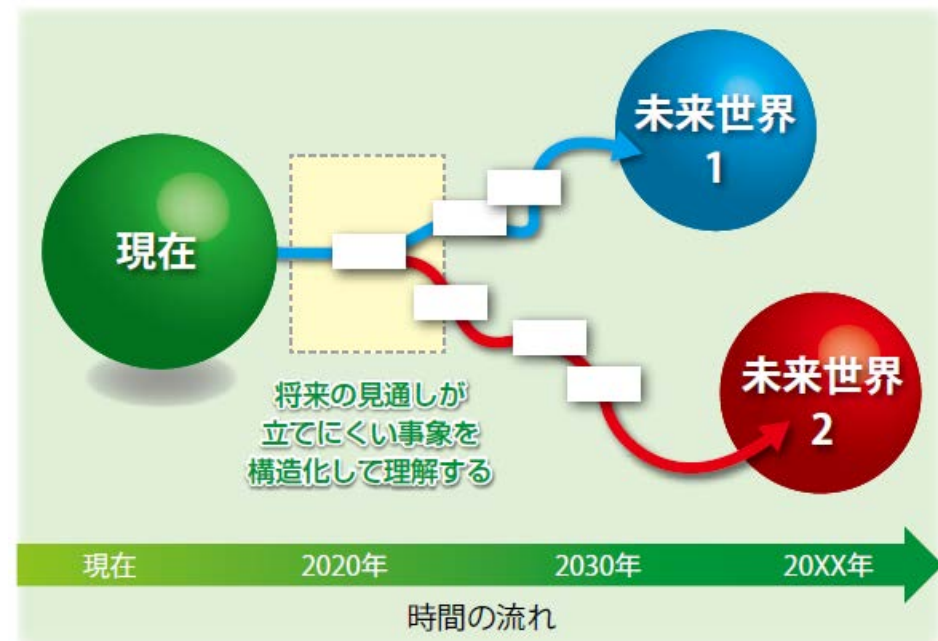 未来世界
1
現在
将来の見通しが
立てにくい事象を
構造化して理解する
未来世界
2
現在
2020年
2030年
20XX年
時間の流れ